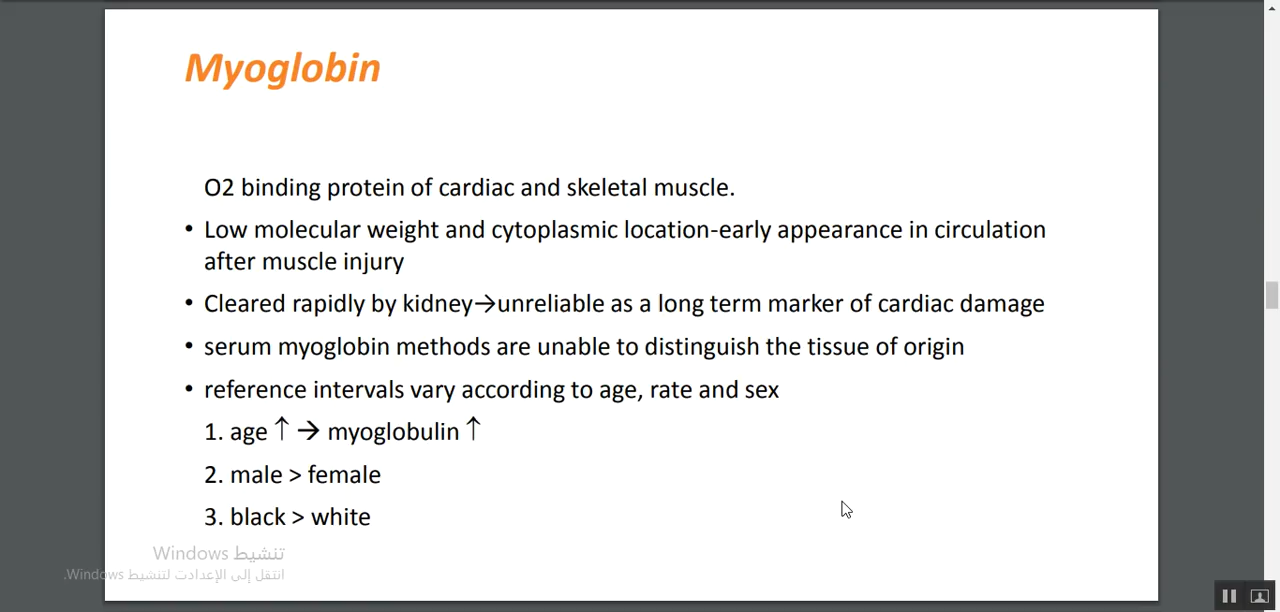 Myoglobin
O2 binding protein of cardiac and skeletal muscle.
• Low molecular weight and cytoplasmic location-early appearance in circulation
after muscle injury
• Cleared rapidly by kidney→unreliable as a long term marker of cardiac damage
• serum myoglobin methods are unable to distinguish the tissue of origin
• reference intervals vary according to age, rate and sex
1. age ↑ → myoglobulin ↑
2. male > female
3. black > white
تنشيط Windows
انتقل إلى الإعدادات لتنشيط Windows.